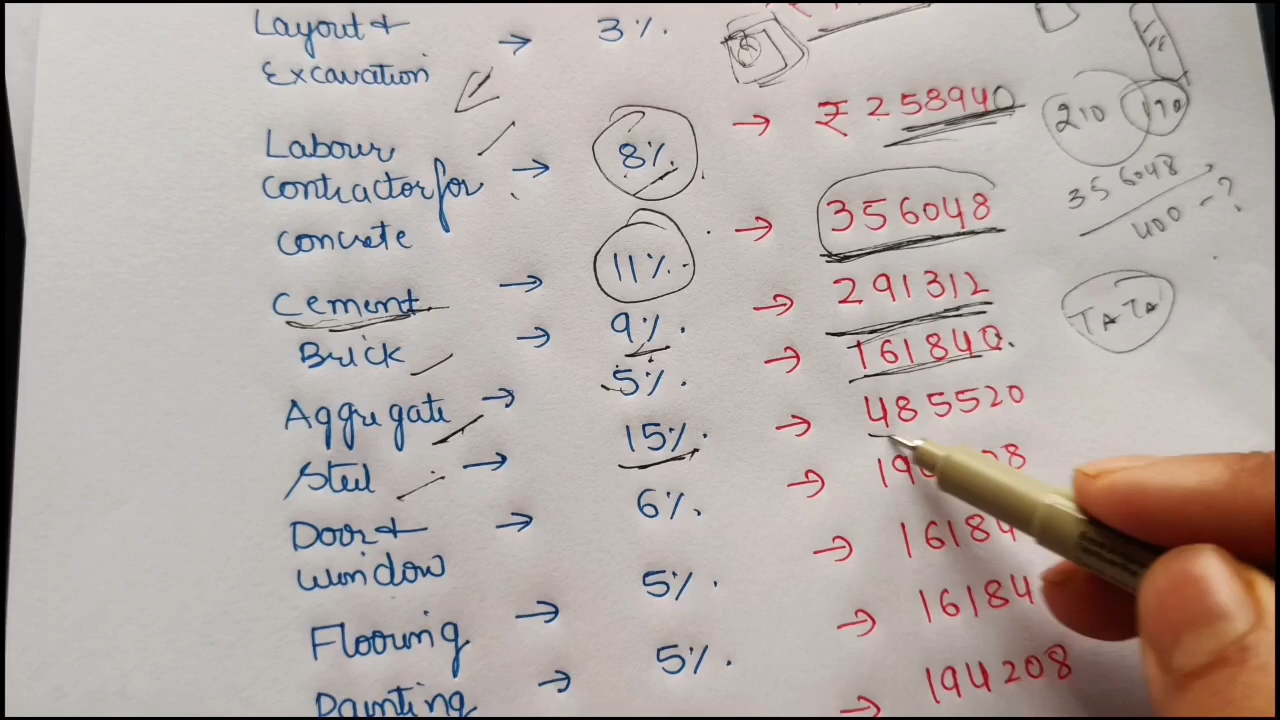 Layout & → 3%.
Excavation
Labour → 8%. → ₹ 258940
contractor for
concrete
Cement → 11%. → 356048
Brick → 9%. → 291312
Aggregate → 5%. → 161840.
Steel → 15%. → 485520
Door & → 6%. →
window
Flooring → 5%. →
Painting → 5%. →
→ 194208
210 190
356048
400 - ?
TATA